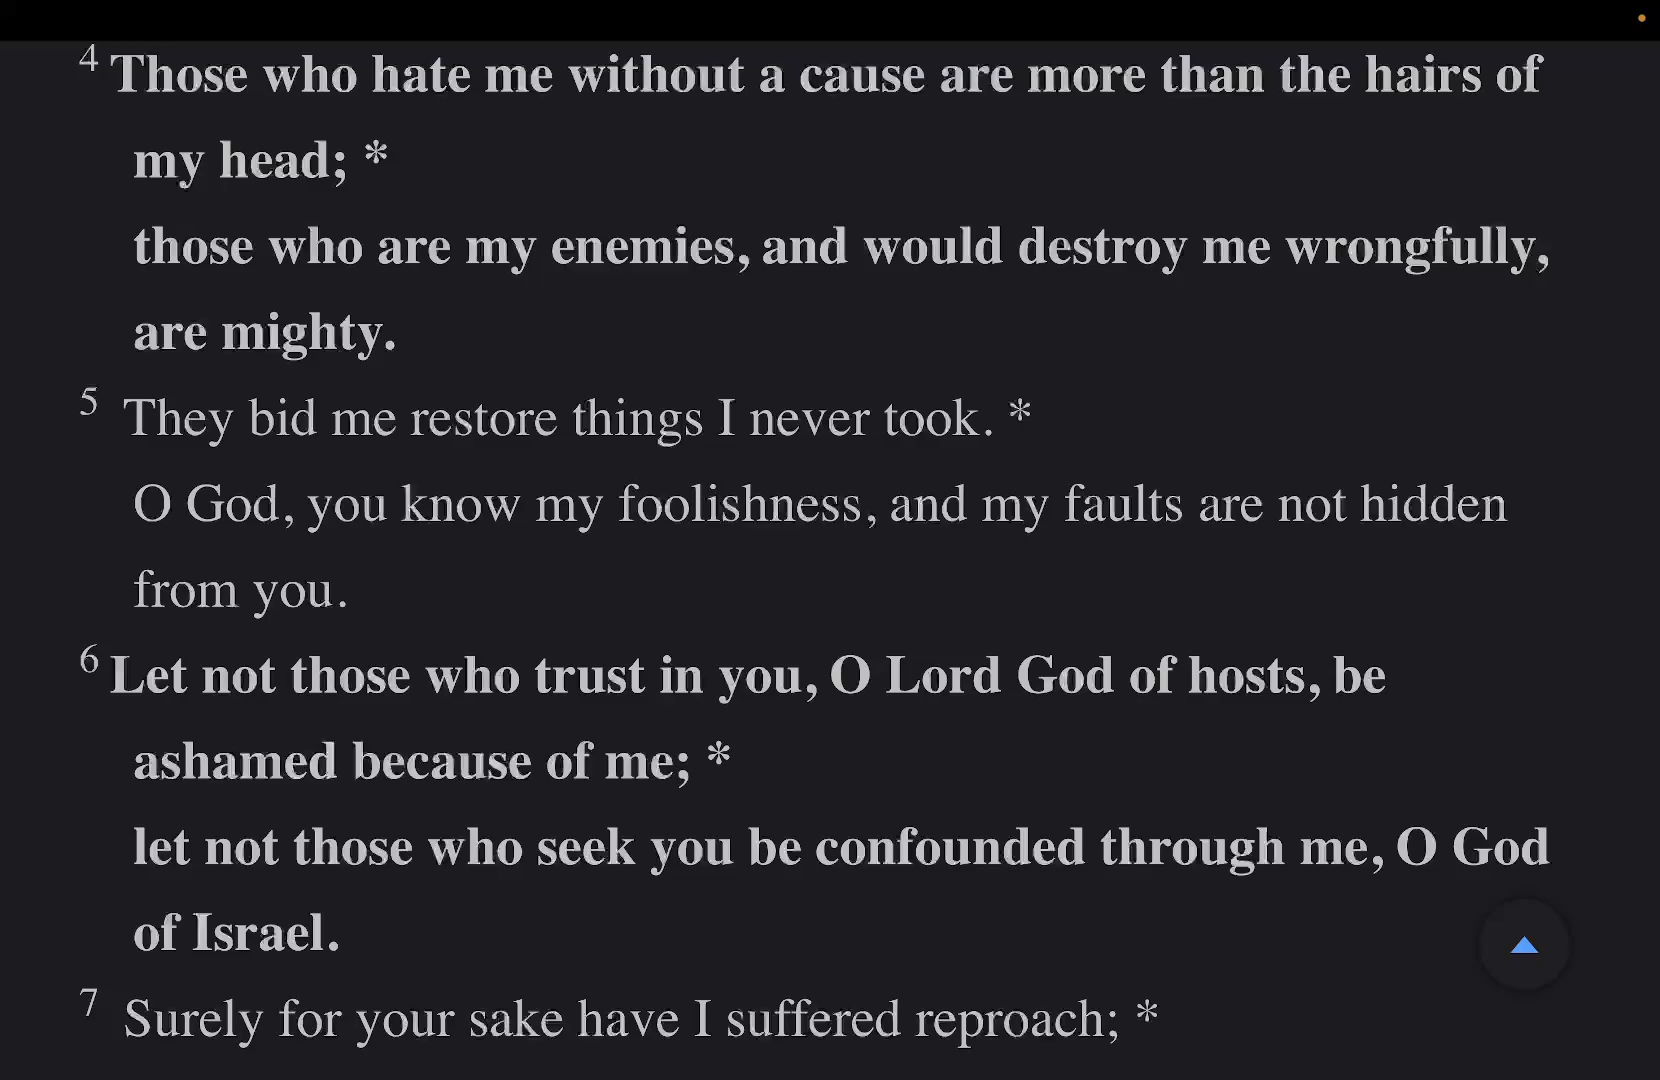 4 Those who hate me without a cause are more than the hairs of
my head; *
those who are my enemies, and would destroy me wrongfully,
are mighty.
5 They bid me restore things I never took. *
O God, you know my foolishness, and my faults are not hidden
from you.
6 Let not those who trust in you, O Lord God of hosts, be
ashamed because of me; *
let not those who seek you be confounded through me, O God
of Israel.
7 Surely for your sake have I suffered reproach; *